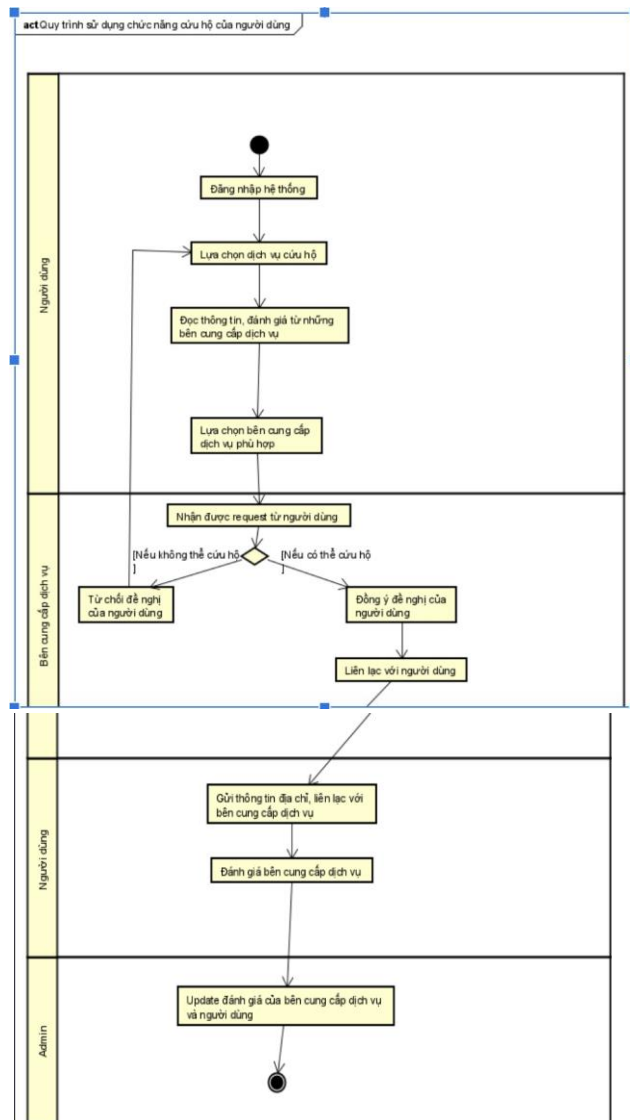 act Quy trình sử dụng chức năng cứu hộ của người dùng
Người dùng
Đăng nhập hệ thống
Lựa chọn dịch vụ cứu hộ
Đọc thông tin, đánh giá từ những
bên cung cấp dịch vụ
Lựa chọn bên cung cấp
dịch vụ phù hợp
Bên cung cấp dịch vụ
Nhận được request từ người dùng
[Nếu không thể cứu hộ
]
[Nếu có thể cứu hộ
]
Từ chối đề nghị
của người dùng
Đồng ý đề nghị của
người dùng
Liên lạc với người dùng
Người dùng
Gửi thông tin địa chỉ, liên lạc với
bên cung cấp dịch vụ
Đánh giá bên cung cấp dịch vụ
Admin
Update đánh giá của bên cung cấp dịch vụ
và người dùng